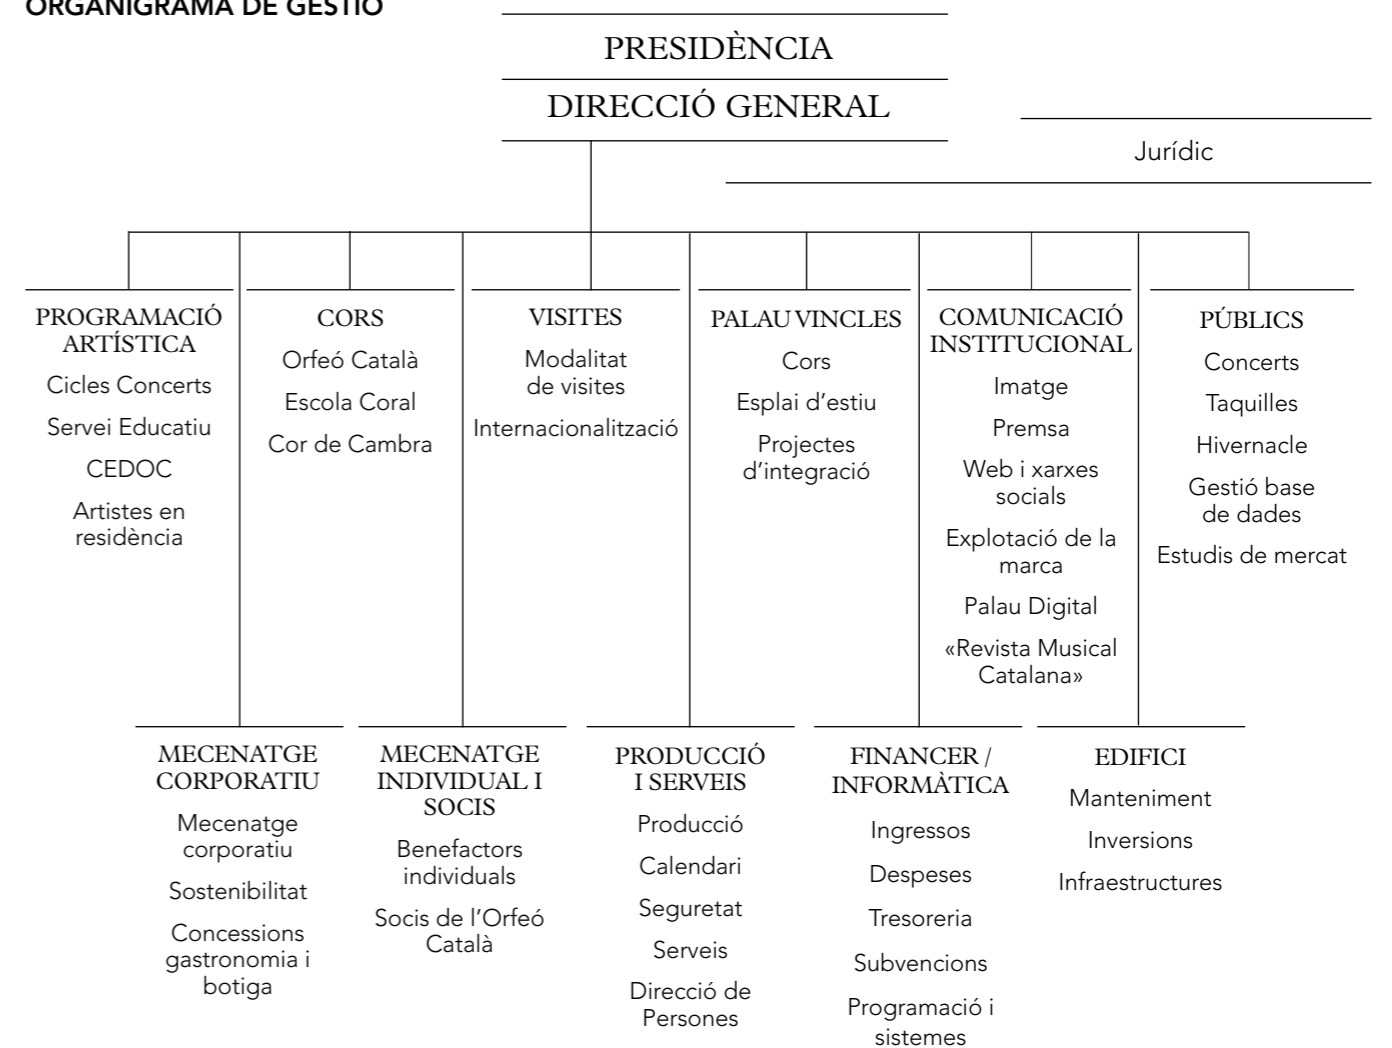 ORGANIGRAMA DE GESTIÓ
PRESIDÈNCIA
DIRECCIÓ GENERAL
Jurídic
PROGRAMACIÓ
ARTÍSTICA
Cicles Concerts
Servei Educatiu
CEDOC
Artistes en
residència
CORS
Orfeó Català
Escola Coral
Cor de Cambra
VISITES
Modalitat
de visites
Internacionalització
PALAU VINCLES
Cors
Esplai d’estiu
Projectes
d’integració
COMUNICACIÓ
INSTITUCIONAL
Imatge
Premsa
Web i xarxes
socials
Explotació de la
marca
Palau Digital
«Revista Musical
Catalana»
PÚBLICS
Concerts
Taquilles
Hivernacle
Gestió base
de dades
Estudis de mercat
MECENATGE
CORPORATIU
Mecenatge
corporatiu
Sostenibilitat
Concessions
gastronomia i
botiga
MECENATGE
INDIVIDUAL I
SOCIS
Benefactors
individuals
Socis de l’Orfeó
Català
PRODUCCIÓ
I SERVEIS
Producció
Calendari
Seguretat
Serveis
Direcció de
Persones
FINANCER /
INFORMÀTICA
Ingressos
Despeses
Tresoreria
Subvencions
Programació i
sistemes
EDIFICI
Manteniment
Inversions
Infraestructures